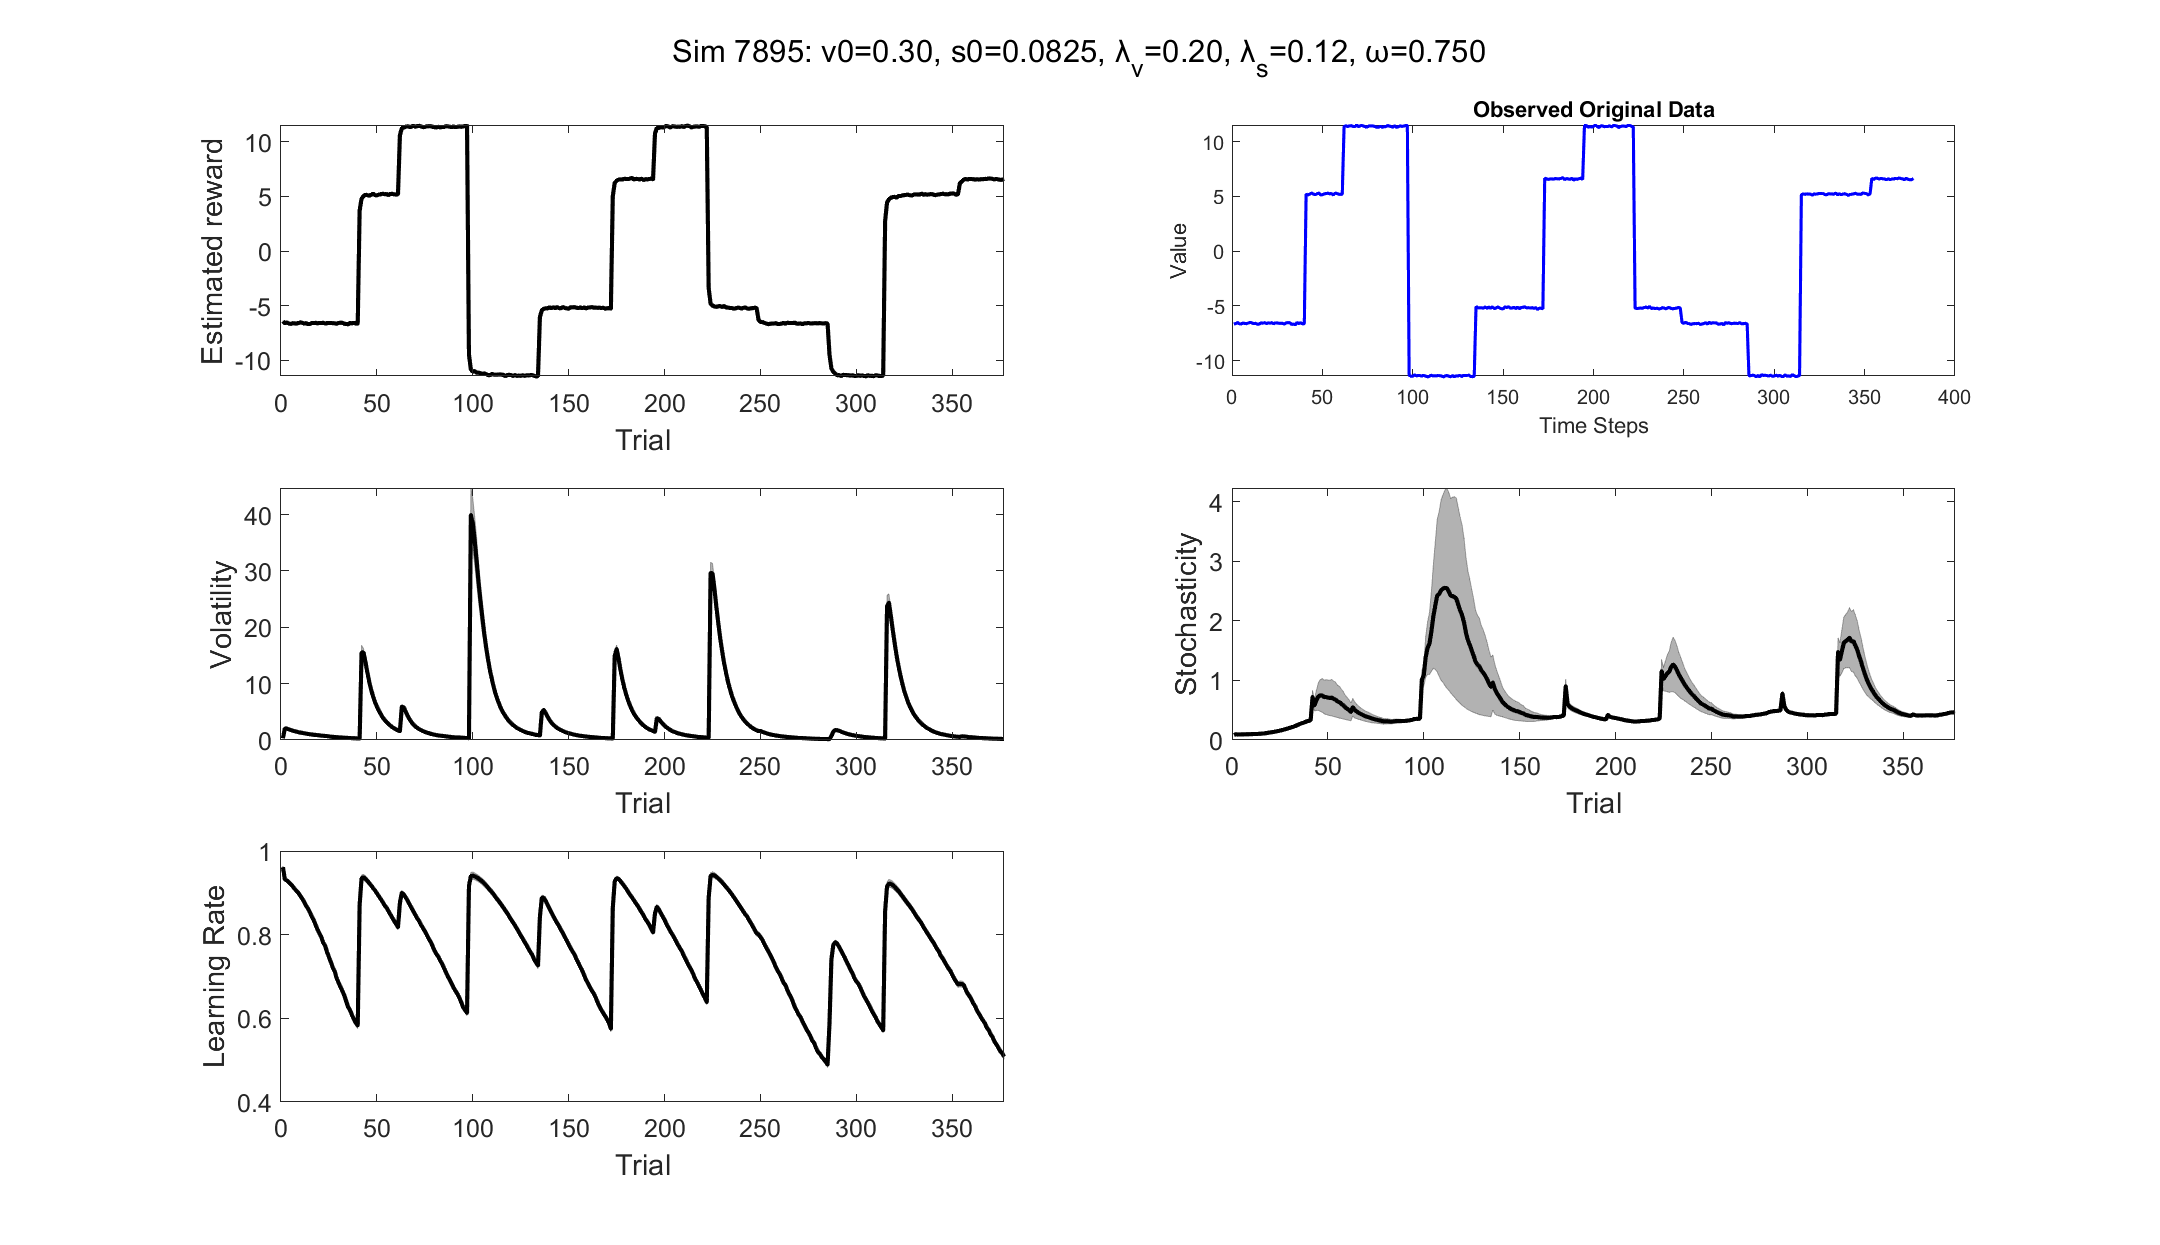 Sim 7895: v0=0.30, s0=0.0825, λ_v=0.20, λ_s=0.12, ω=0.750
Estimated reward
10
5
0
-5
-10
0 50 100 150 200 250 300 350
Trial
Observed Original Data
Value
10
5
0
-5
-10
0 50 100 150 200 250 300 350 400
Time Steps
Volatility
40
30
20
10
0
0 50 100 150 200 250 300 350
Trial
Stochasticity
4
3
2
1
0
0 50 100 150 200 250 300 350
Trial
Learning Rate
1
0.8
0.6
0.4
0 50 100 150 200 250 300 350
Trial